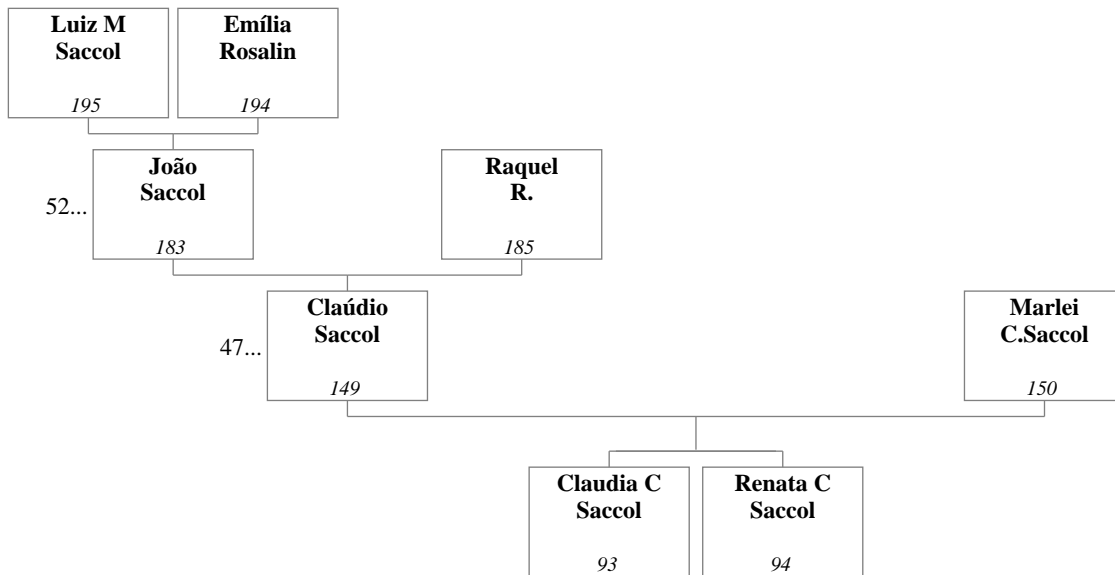 Luiz M
Saccol
195
Emília
Rosalin
194
52...
João
Saccol
183
Raquel
R.
185
47...
Claúdio
Saccol
149
Marlei
C.Saccol
150
Claudia C
Saccol
93
Renata C
Saccol
94